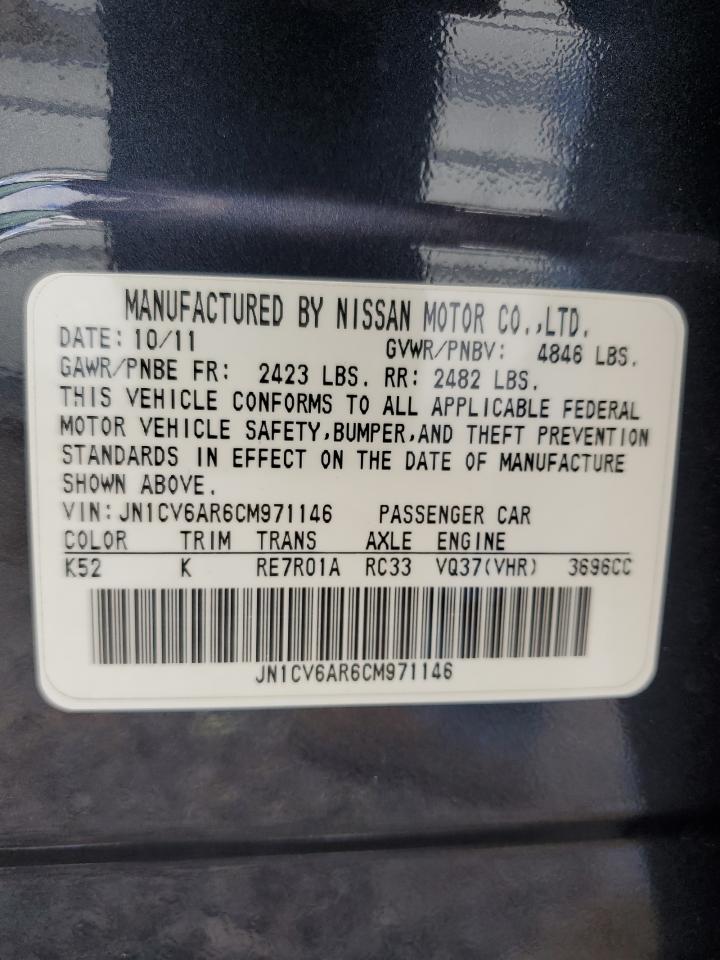 MANUFACTURED BY NISSAN MOTOR CO.,LTD.
DATE: 10/11 GVWR/PNBV: 4846 LBS.
GAWR/PNBE FR: 2423 LBS. RR: 2482 LBS.
THIS VEHICLE CONFORMS TO ALL APPLICABLE FEDERAL
MOTOR VEHICLE SAFETY,BUMPER,AND THEFT PREVENTION
STANDARDS IN EFFECT ON THE DATE OF MANUFACTURE
SHOWN ABOVE.
VIN: JN1CV6AR6CM971146 PASSENGER CAR
COLOR TRIM TRANS AXLE ENGINE
K52 K RE7R01A RC33 VQ37(VHR) 3696CC
JN1CV6AR6CM971146